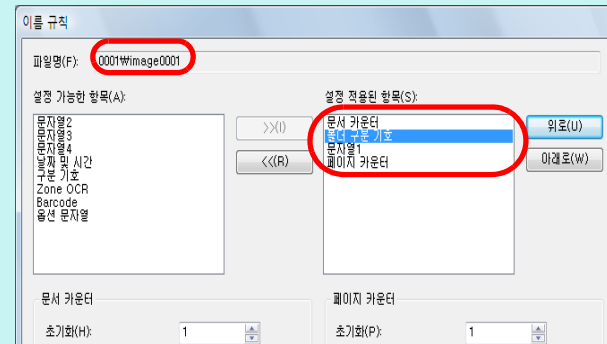 이름 규칙
파일명(F): 0001₩image0001
설정 가능한 항목(A):
문자열2
문자열3
문자열4
날짜 및 시간
구분 기호
Zone OCR
Barcode
옵션 문자열
>>(I)
<<(R)
설정 적용된 항목(S):
문서 카운터
폴더 구분 기호
문자열1
페이지 카운터
위로(U)
아래로(W)
문서 카운터
초기화(H): 1
페이지 카운터
초기화(P): 1